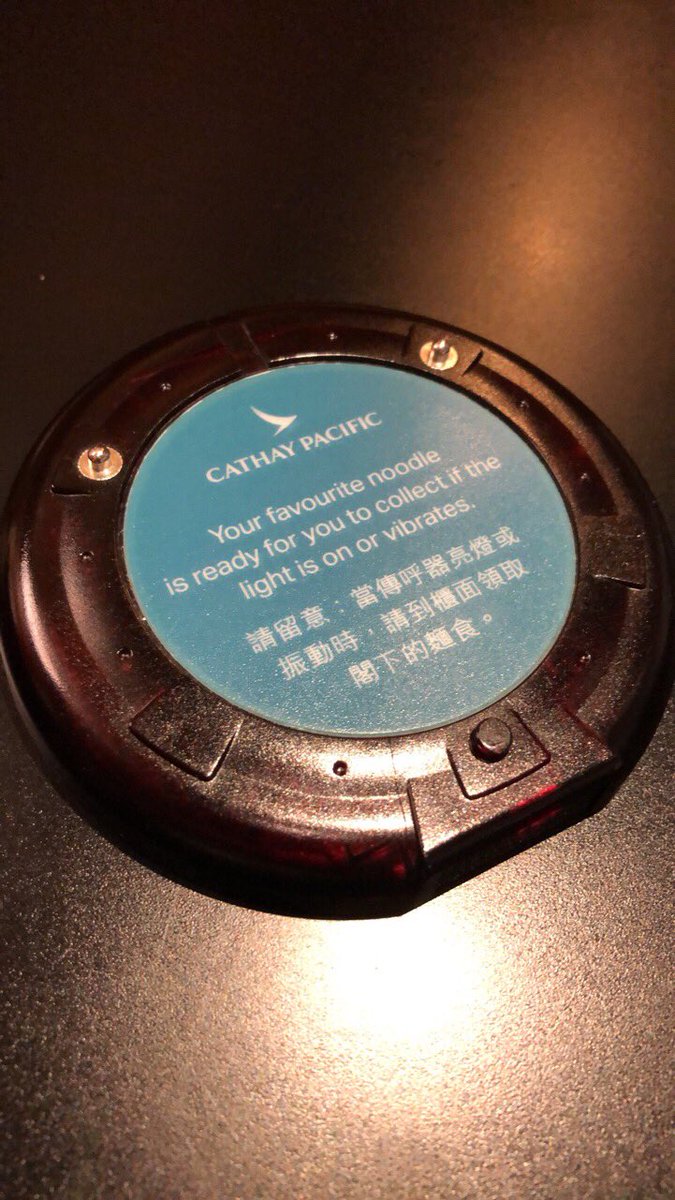 CATHAY PACIFIC
Your favourite noodle
is ready for you to collect if the
light is on or vibrates.
請留意：當傳呼器亮燈或
振動時，請到櫃面領取
閣下的麵食。